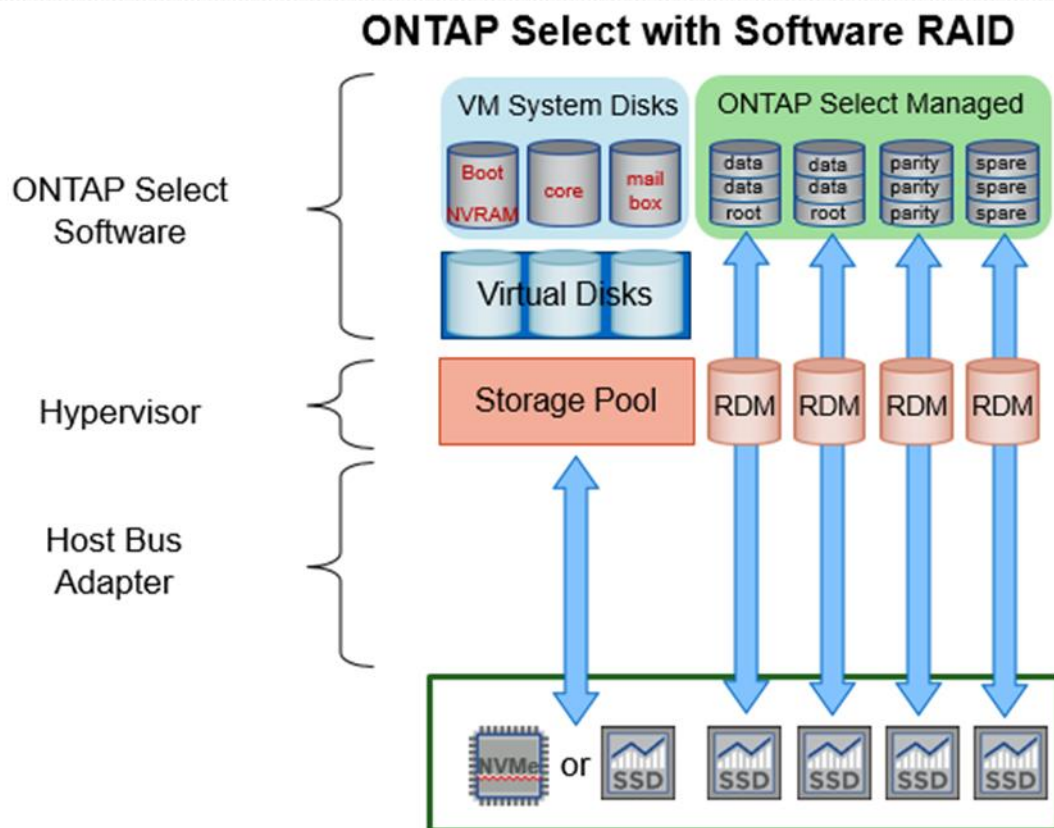 ONTAP Select with Software RAID
VM System Disks
ONTAP Select Managed
Boot
NVRAM
core
mail
box
data
data
root
data
data
root
parity
parity
parity
spare
spare
spare
ONTAP Select
Software
Virtual Disks
Hypervisor
Storage Pool
RDM
RDM
RDM
RDM
Host Bus
Adapter
NVMe
or
SSD
SSD
SSD
SSD
SSD